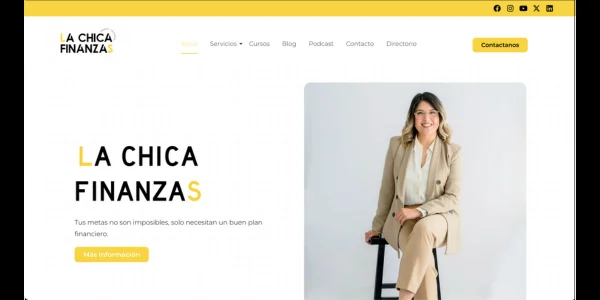 LA CHICA
FINANZAS
Inicio Servicios Cursos Blog Podcast Contacto Directorio
Contactanos
LA CHICA
FINANZAS
Tus metas no son imposibles, solo necesitan un buen plan
financiero.
Más Información